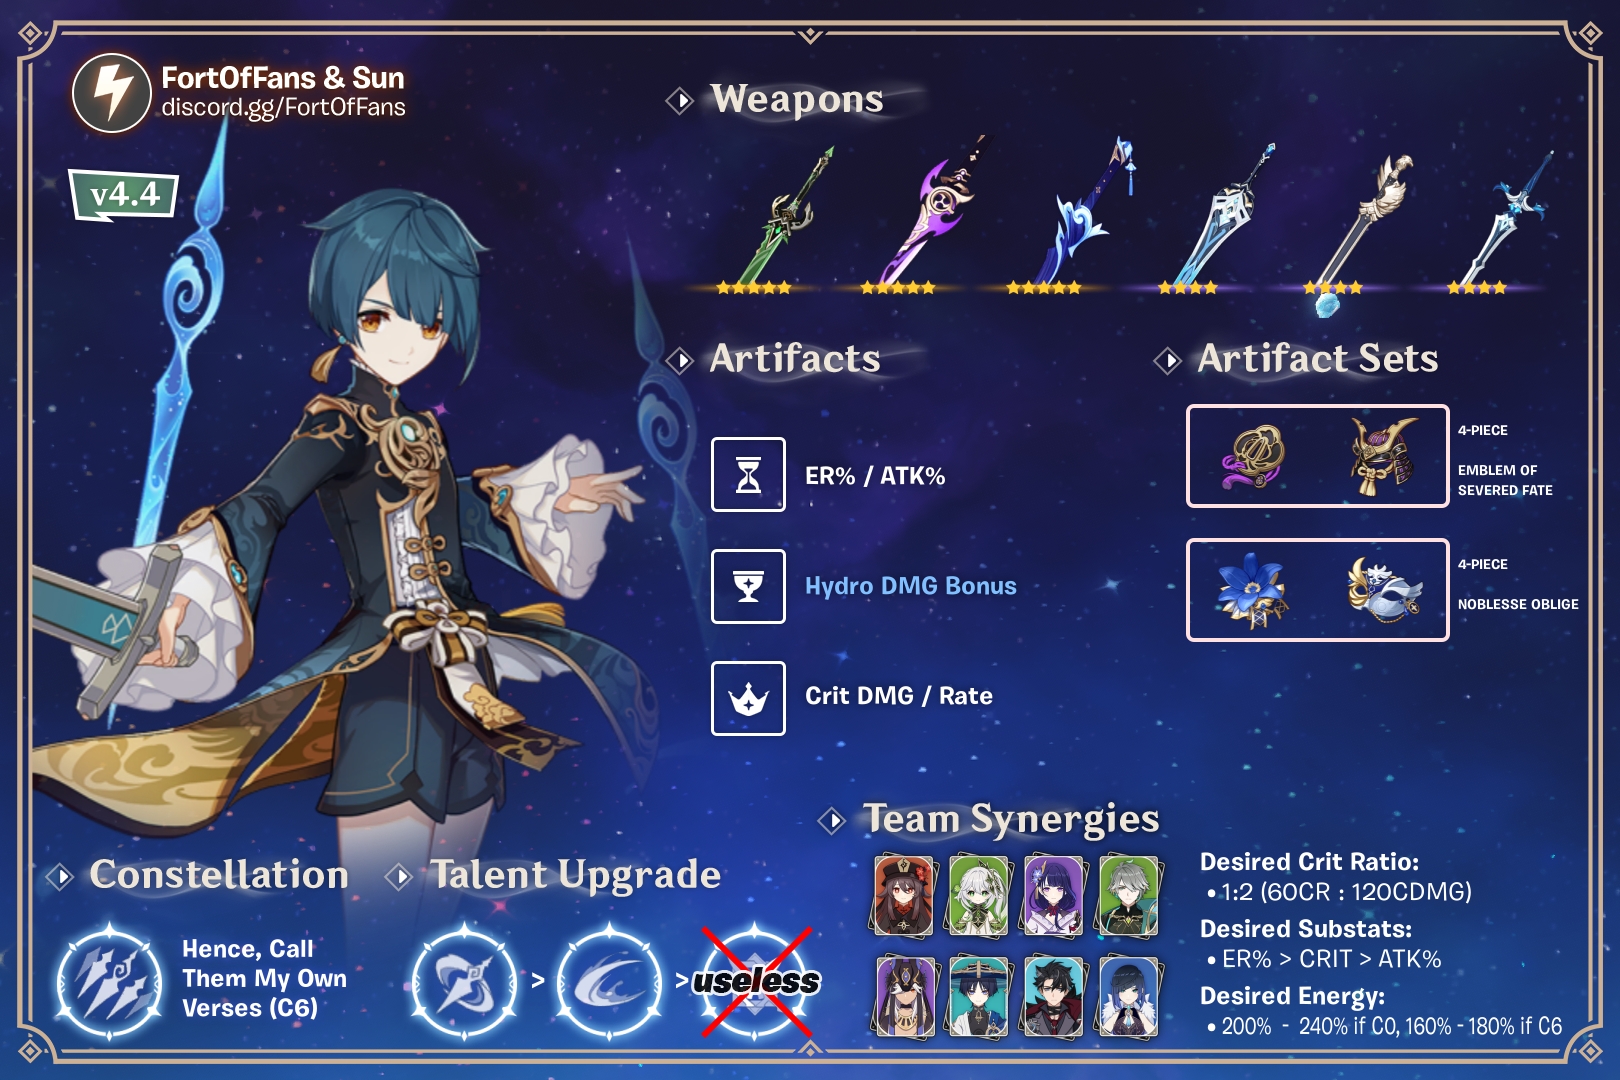 FortOfFans & Sun
discord.gg/FortOfFans
v4.4
Weapons
Artifacts
ER% / ATK%
Hydro DMG Bonus
Crit DMG / Rate
Artifact Sets
4-PIECE
EMBLEM OF
SEVERED FATE
4-PIECE
NOBLESSE OBLIGE
Constellation
Hence, Call
Them My Own
Verses (C6)
Talent Upgrade
> > useless
Team Synergies
Desired Crit Ratio:
• 1:2 (60CR : 120CDMG)
Desired Substats:
• ER% > CRIT > ATK%
Desired Energy:
• 200% - 240% if C0, 160% - 180% if C6